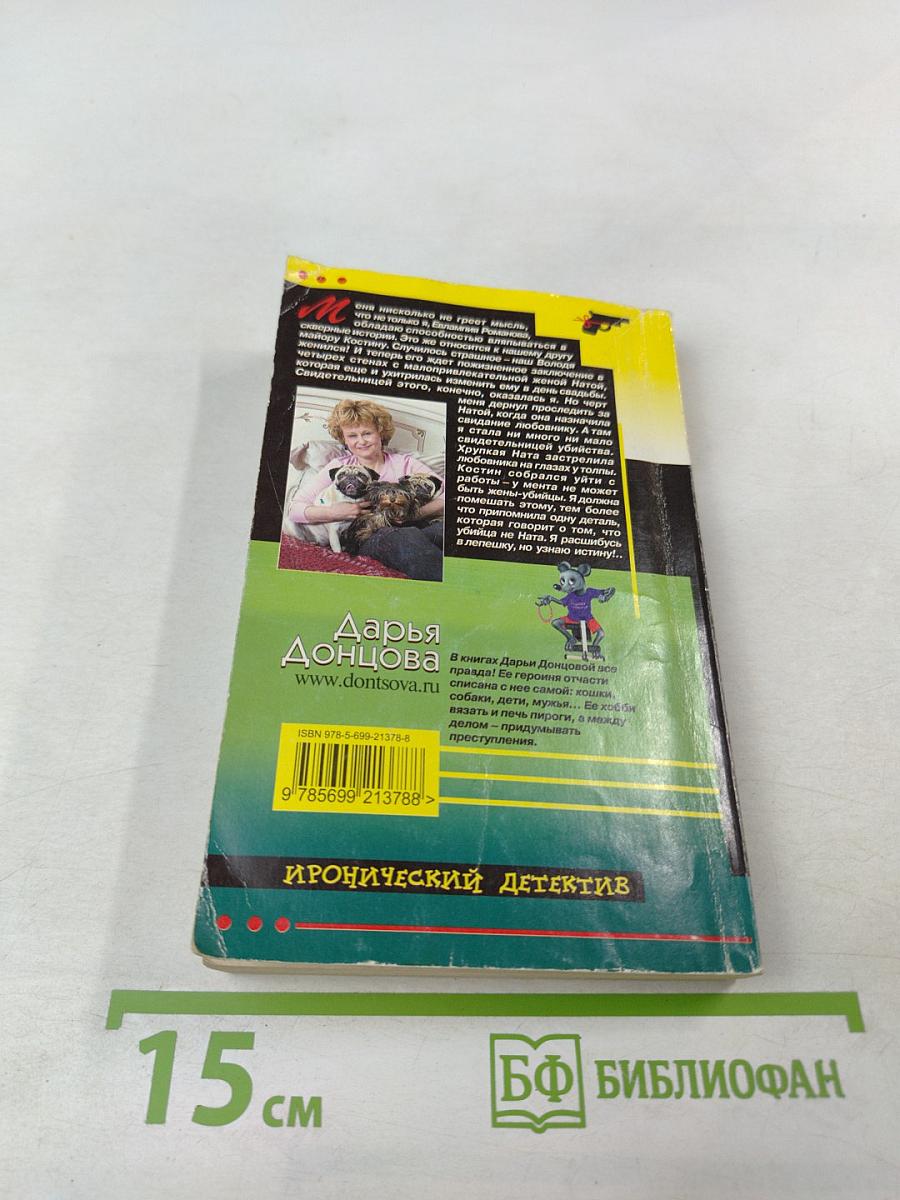 Меня нисколько не греет мысль,
что не только я, Евлампия Романова,
обладаю способностью вляпываться в
скверные истории. Это же относится к нашему другу
майору Костину. Случилось страшное – наш Володя
женился! И теперь его ждет пожизненное заключение в
четырех стенах с малопривлекательной женой Натой,
которая еще и ухитрилась изменить ему в день свадьбы.
Свидетельницей этого, конечно, оказалась я. Но черт
меня дернул проследить за
Натой, когда она назначила
свидание любовнику. А там
я стала ни много ни мало
свидетельницей убийства.
Хрупкая Ната застрелила
любовника на глазах у толпы.
Костин собрался уйти с
работы – у мента не может
быть жены-убийцы. Я должна
помешать этому, тем более
что припомнила одну деталь,
которая говорит о том, что
убийца не Ната. Я расшибусь
в лепешку, но узнаю истину!..
Дарья
Донцова
www.dontsova.ru
В книгах Дарьи Донцовой все
правда! Ее героиня отчасти
списана с нее самой: кошки,
собаки, дети, мужья... Ее хобби
вязать и печь пироги, а между
делом – придумывать
преступления.
ISBN 978-5-699-21378-8
9 785699 213788 >
ИРОНИЧЕСКИЙ ДЕТЕКТИВ
15 см
БФ БИБЛИОФАН